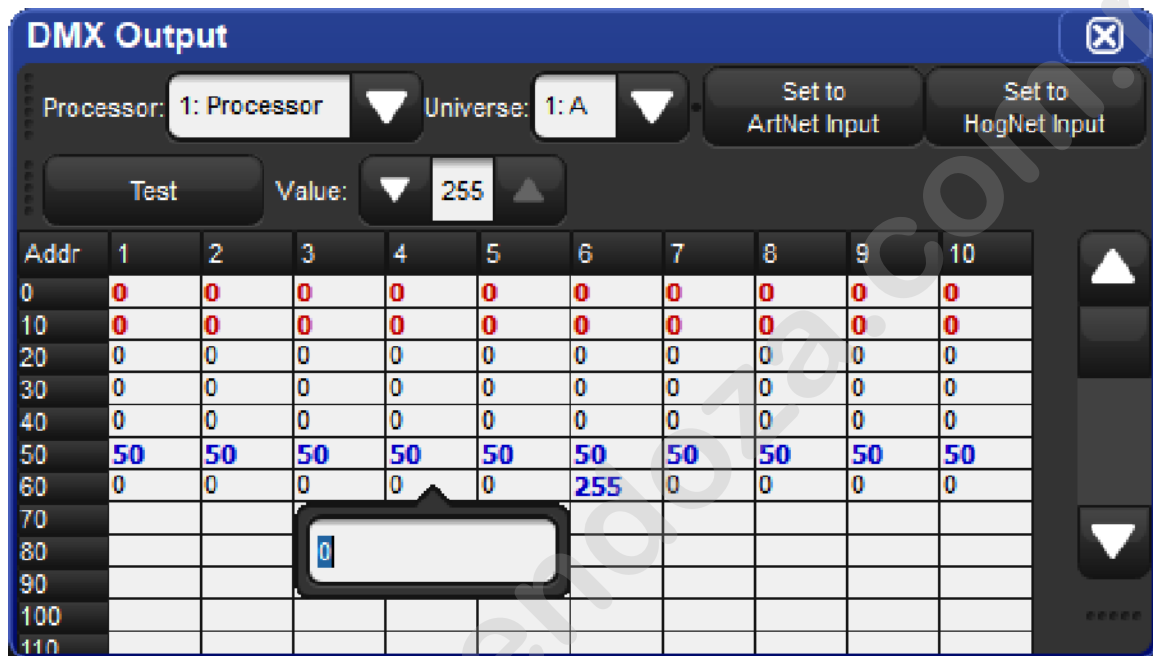 DMX Output
Processor: 1: Processor Universe: 1: A Set to ArtNet Input Set to HogNet Input
Test Value: 255
Addr 1 2 3 4 5 6 7 8 9 10
0 0 0 0 0 0 0 0 0 0 0
10 0 0 0 0 0 0 0 0 0 0
20 0 0 0 0 0 0 0 0 0 0
30 0 0 0 0 0 0 0 0 0 0
40 0 0 0 0 0 0 0 0 0 0
50 50 50 50 50 50 50 50 50 50 50
60 0 0 0 0 0 255 0 0 0 0
70
80 0
90
100
110